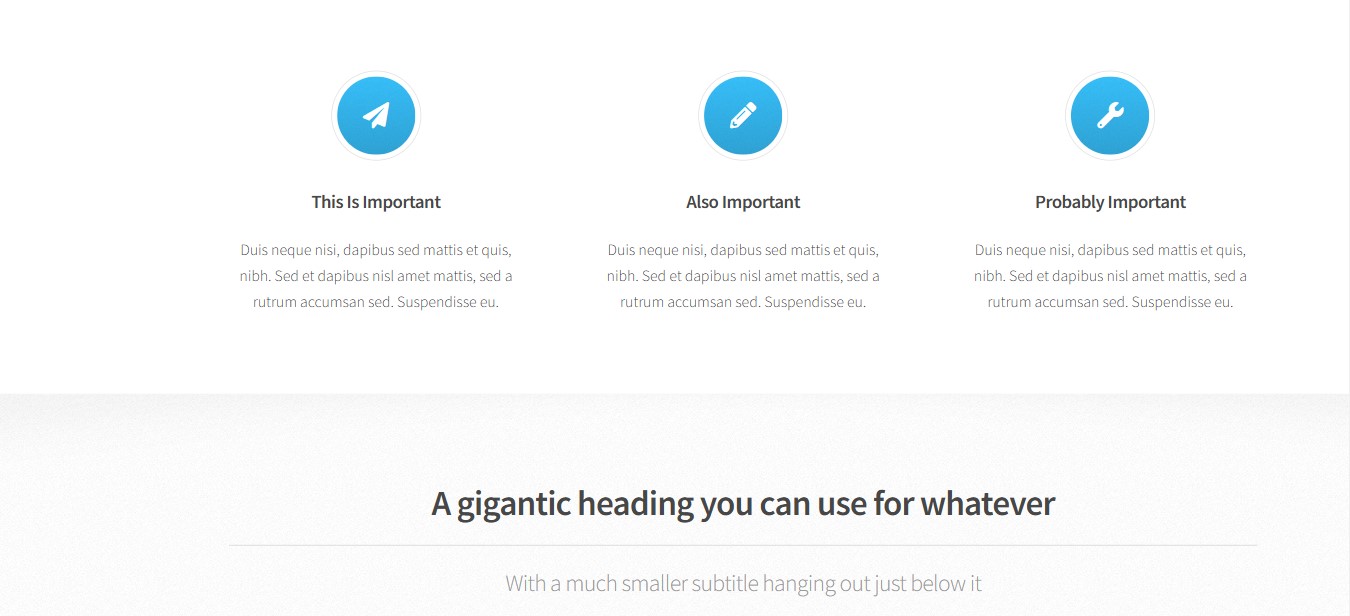 This Is Important
Duis neque nisi, dapibus sed mattis et quis,
nibh. Sed et dapibus nisl amet mattis, sed a
rutrum accumsan sed. Suspendisse eu.
Also Important
Duis neque nisi, dapibus sed mattis et quis,
nibh. Sed et dapibus nisl amet mattis, sed a
rutrum accumsan sed. Suspendisse eu.
Probably Important
Duis neque nisi, dapibus sed mattis et quis,
nibh. Sed et dapibus nisl amet mattis, sed a
rutrum accumsan sed. Suspendisse eu.
A gigantic heading you can use for whatever
With a much smaller subtitle hanging out just below it